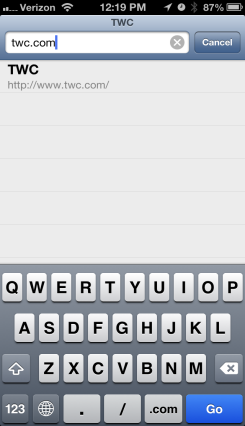 Verizon 12:19 PM 87%
TWC
twc.com Cancel
TWC
http://www.twc.com/
Q W E R T Y U I O P
A S D F G H J K L
Z X C V B N M
123 . / .com Go